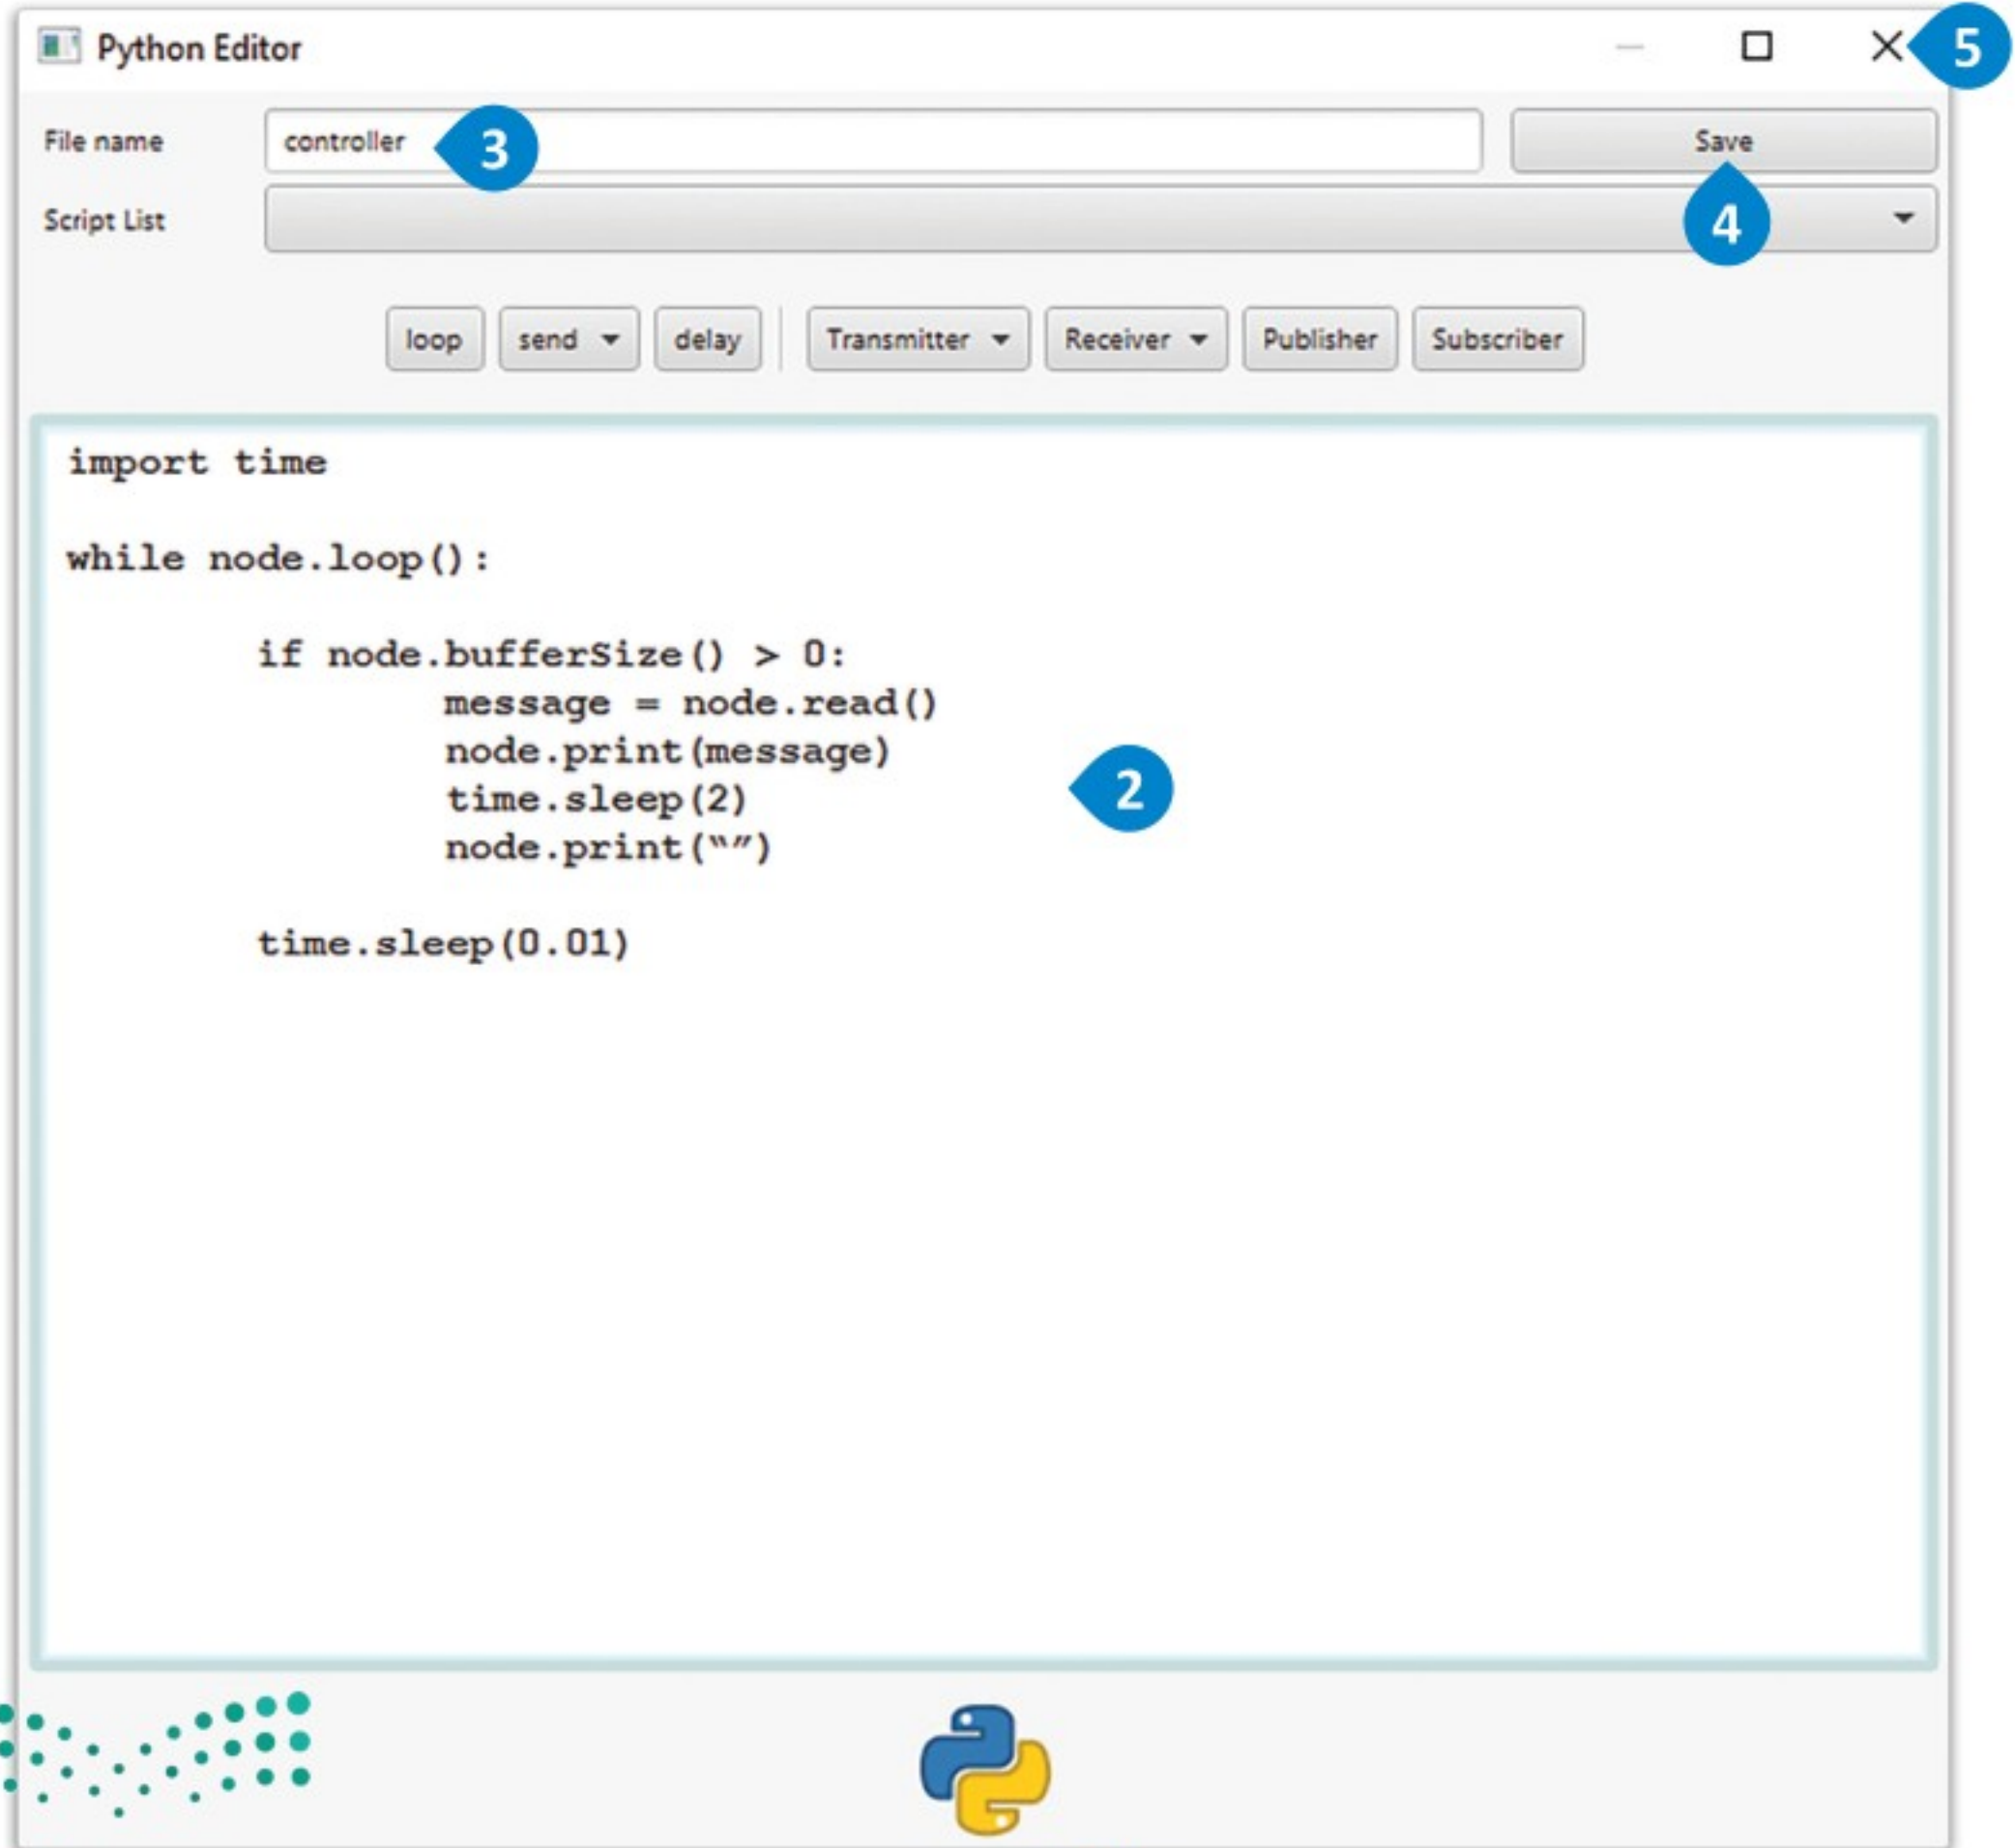 Python Editor
5
File name controller 3 Save
Script List 4
loop send delay Transmitter Receiver Publisher Subscriber
import time
while node.loop():
if node.bufferSize() > 0:
message = node.read()
node.print(message)
time.sleep(2)
node.print(“”)
2
time.sleep(0.01)